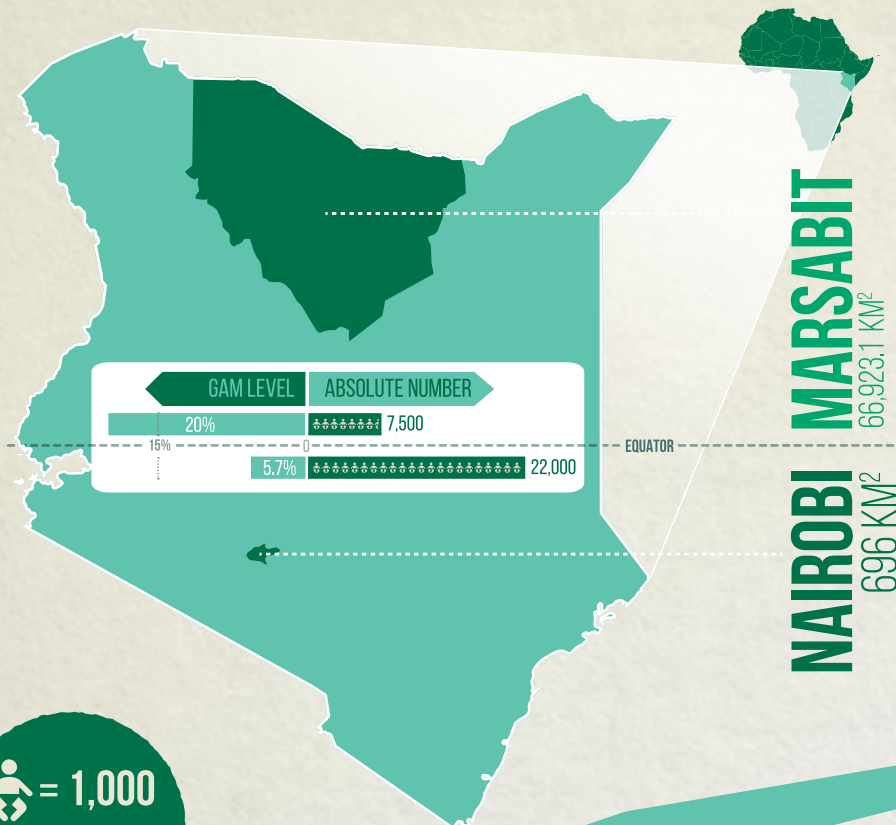 MARSABIT
66,923.1 KM²
GAM LEVEL
ABSOLUTE NUMBER
20%
7,500
15%
0
EQUATOR
5.7%
22,000
NAIROBI
696 KM²
= 1,000